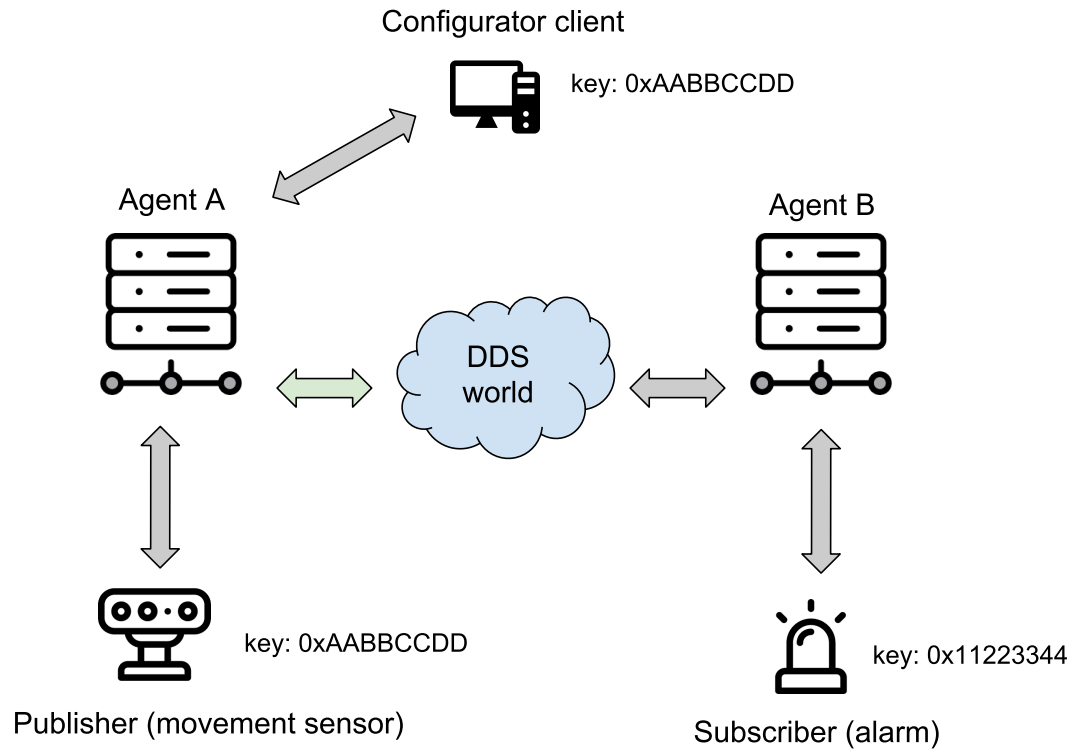 Configurator client
key: 0xAABBCCDD
Agent A
Agent B
DDS
world
key: 0xAABBCCDD
key: 0x11223344
Publisher (movement sensor)
Subscriber (alarm)